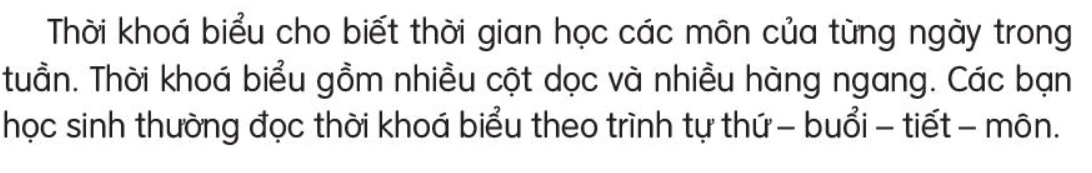 Thời khoá biểu cho biết thời gian học các môn của từng ngày trong
tuần. Thời khoá biểu gồm nhiều cột dọc và nhiều hàng ngang. Các bạn
học sinh thường đọc thời khoá biểu theo trình tự thứ – buổi – tiết – môn.